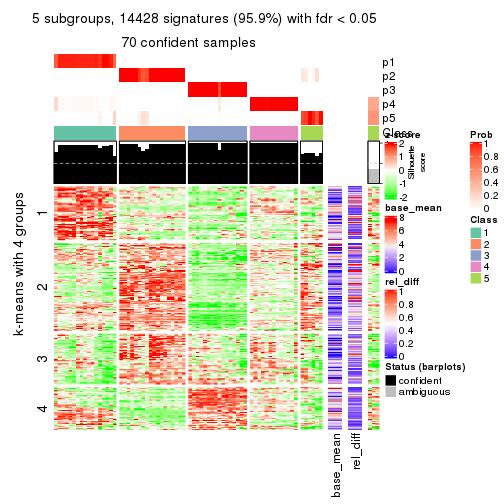 5 subgroups, 14428 signatures (95.9%) with fdr < 0.05
70 confident samples
p1
p2
p3
p4
p5
Class
k-means with 4 groups
1
2
3
4
base_mean
rel_diff
z-score
2
1
0
-1
-2
Silhouette
score
base_mean
8
6
4
2
0
rel_diff
1
0.8
0.6
0.4
0.2
0
Status (barplots)
confident
ambiguous
Prob
1
0.8
0.6
0.4
0.2
0
Class
1
2
3
4
5